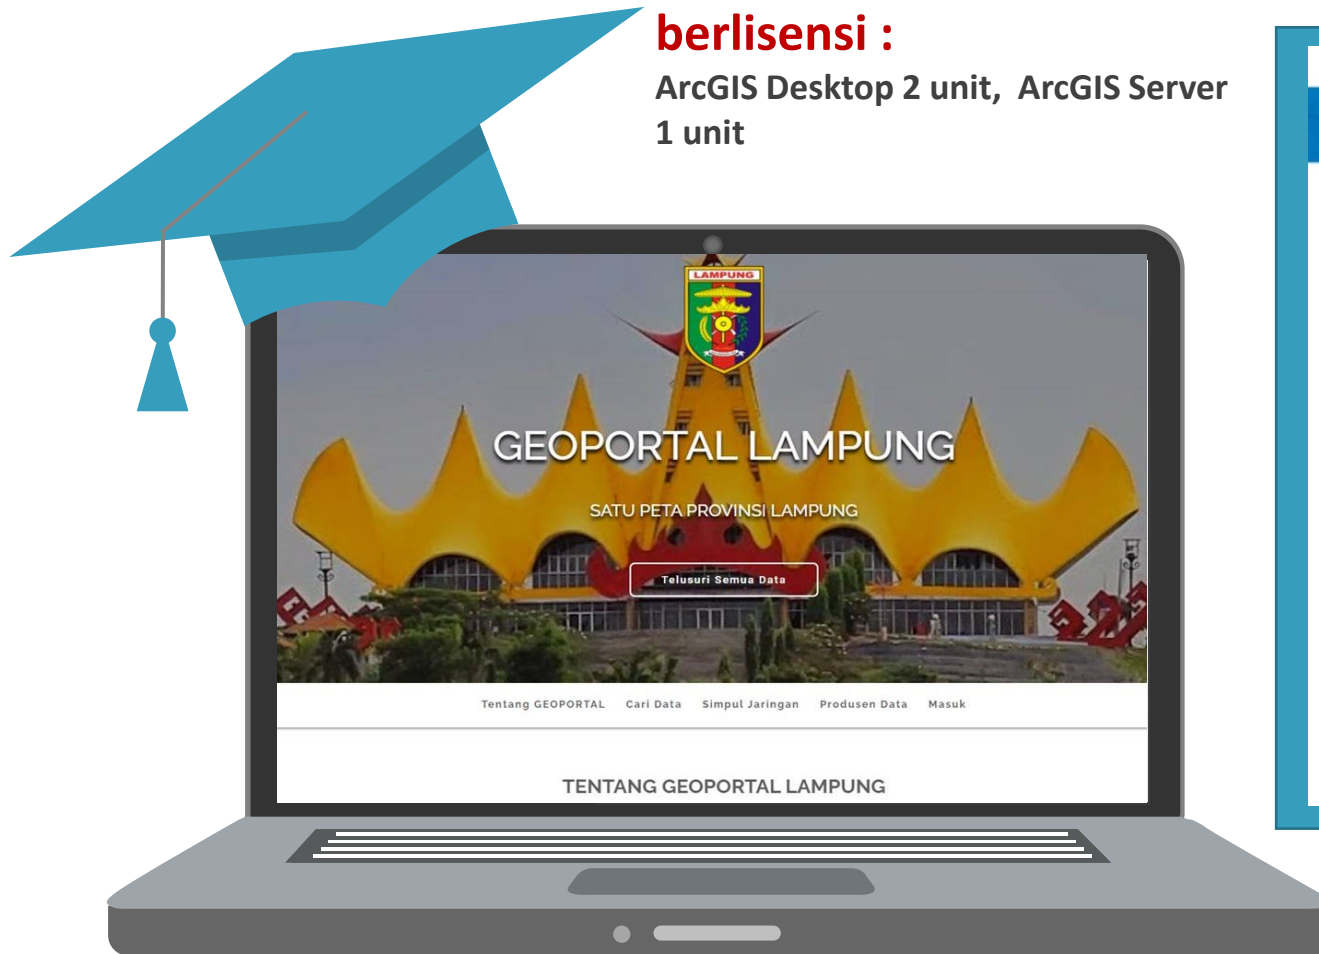 berlisensi :
ArcGIS Desktop 2 unit, ArcGIS Server
1 unit
LAMPUNG
GEOPORTAL LAMPUNG
SATU PETA PROVINSI LAMPUNG
Telusuri Semua Data
Tentang GEOPORTAL Cari Data Simpul Jaringan Produsen Data Masuk
TENTANG GEOPORTAL LAMPUNG